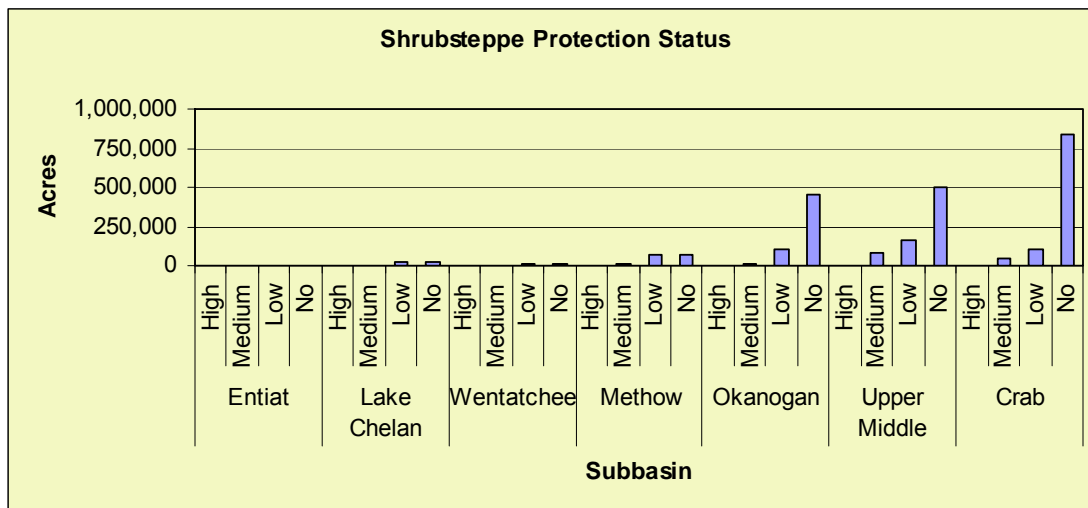 Shrubsteppe Protection Status
Acres
1,000,000
750,000
500,000
250,000
0
High Medium Low No High Medium Low No High Medium Low No High Medium Low No High Medium Low No High Medium Low No High Medium Low No
Entiat Lake Wentatchee Methow Okanogan Upper Crab
Chelan Middle
Subbasin